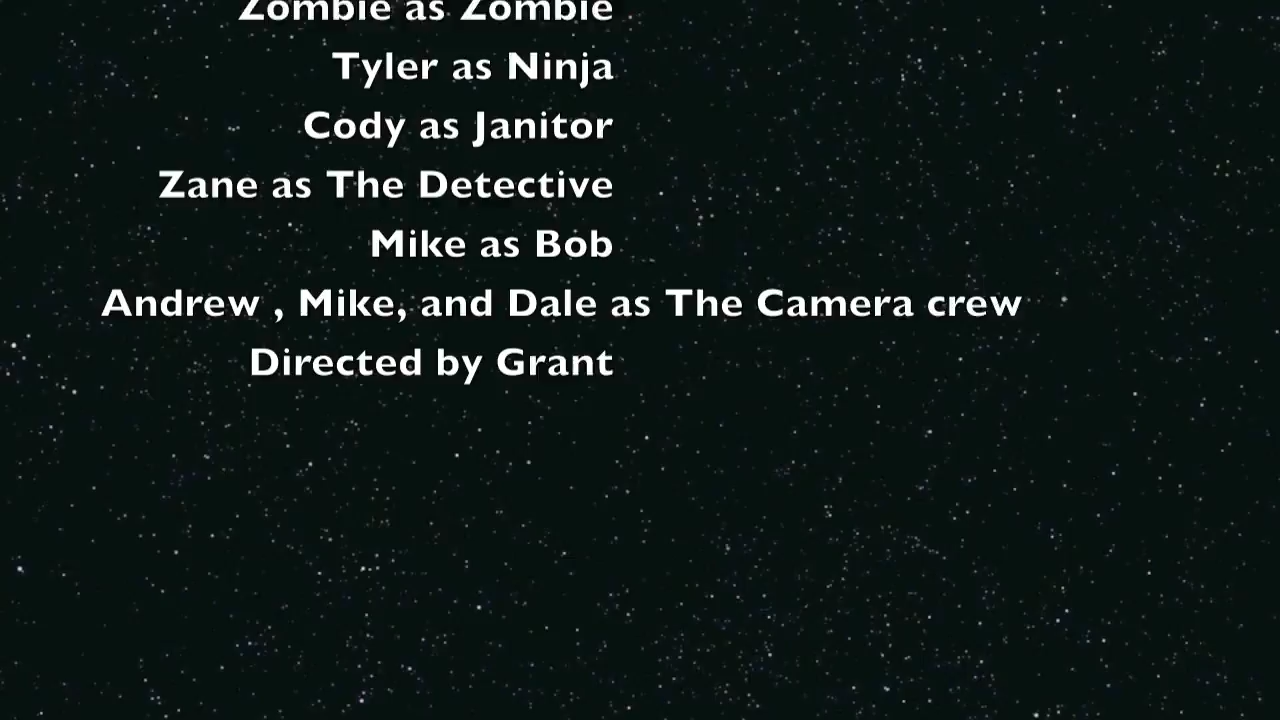 Zombie as Zombie
Tyler as Ninja
Cody as Janitor
Zane as The Detective
Mike as Bob
Andrew , Mike, and Dale as The Camera crew
Directed by Grant